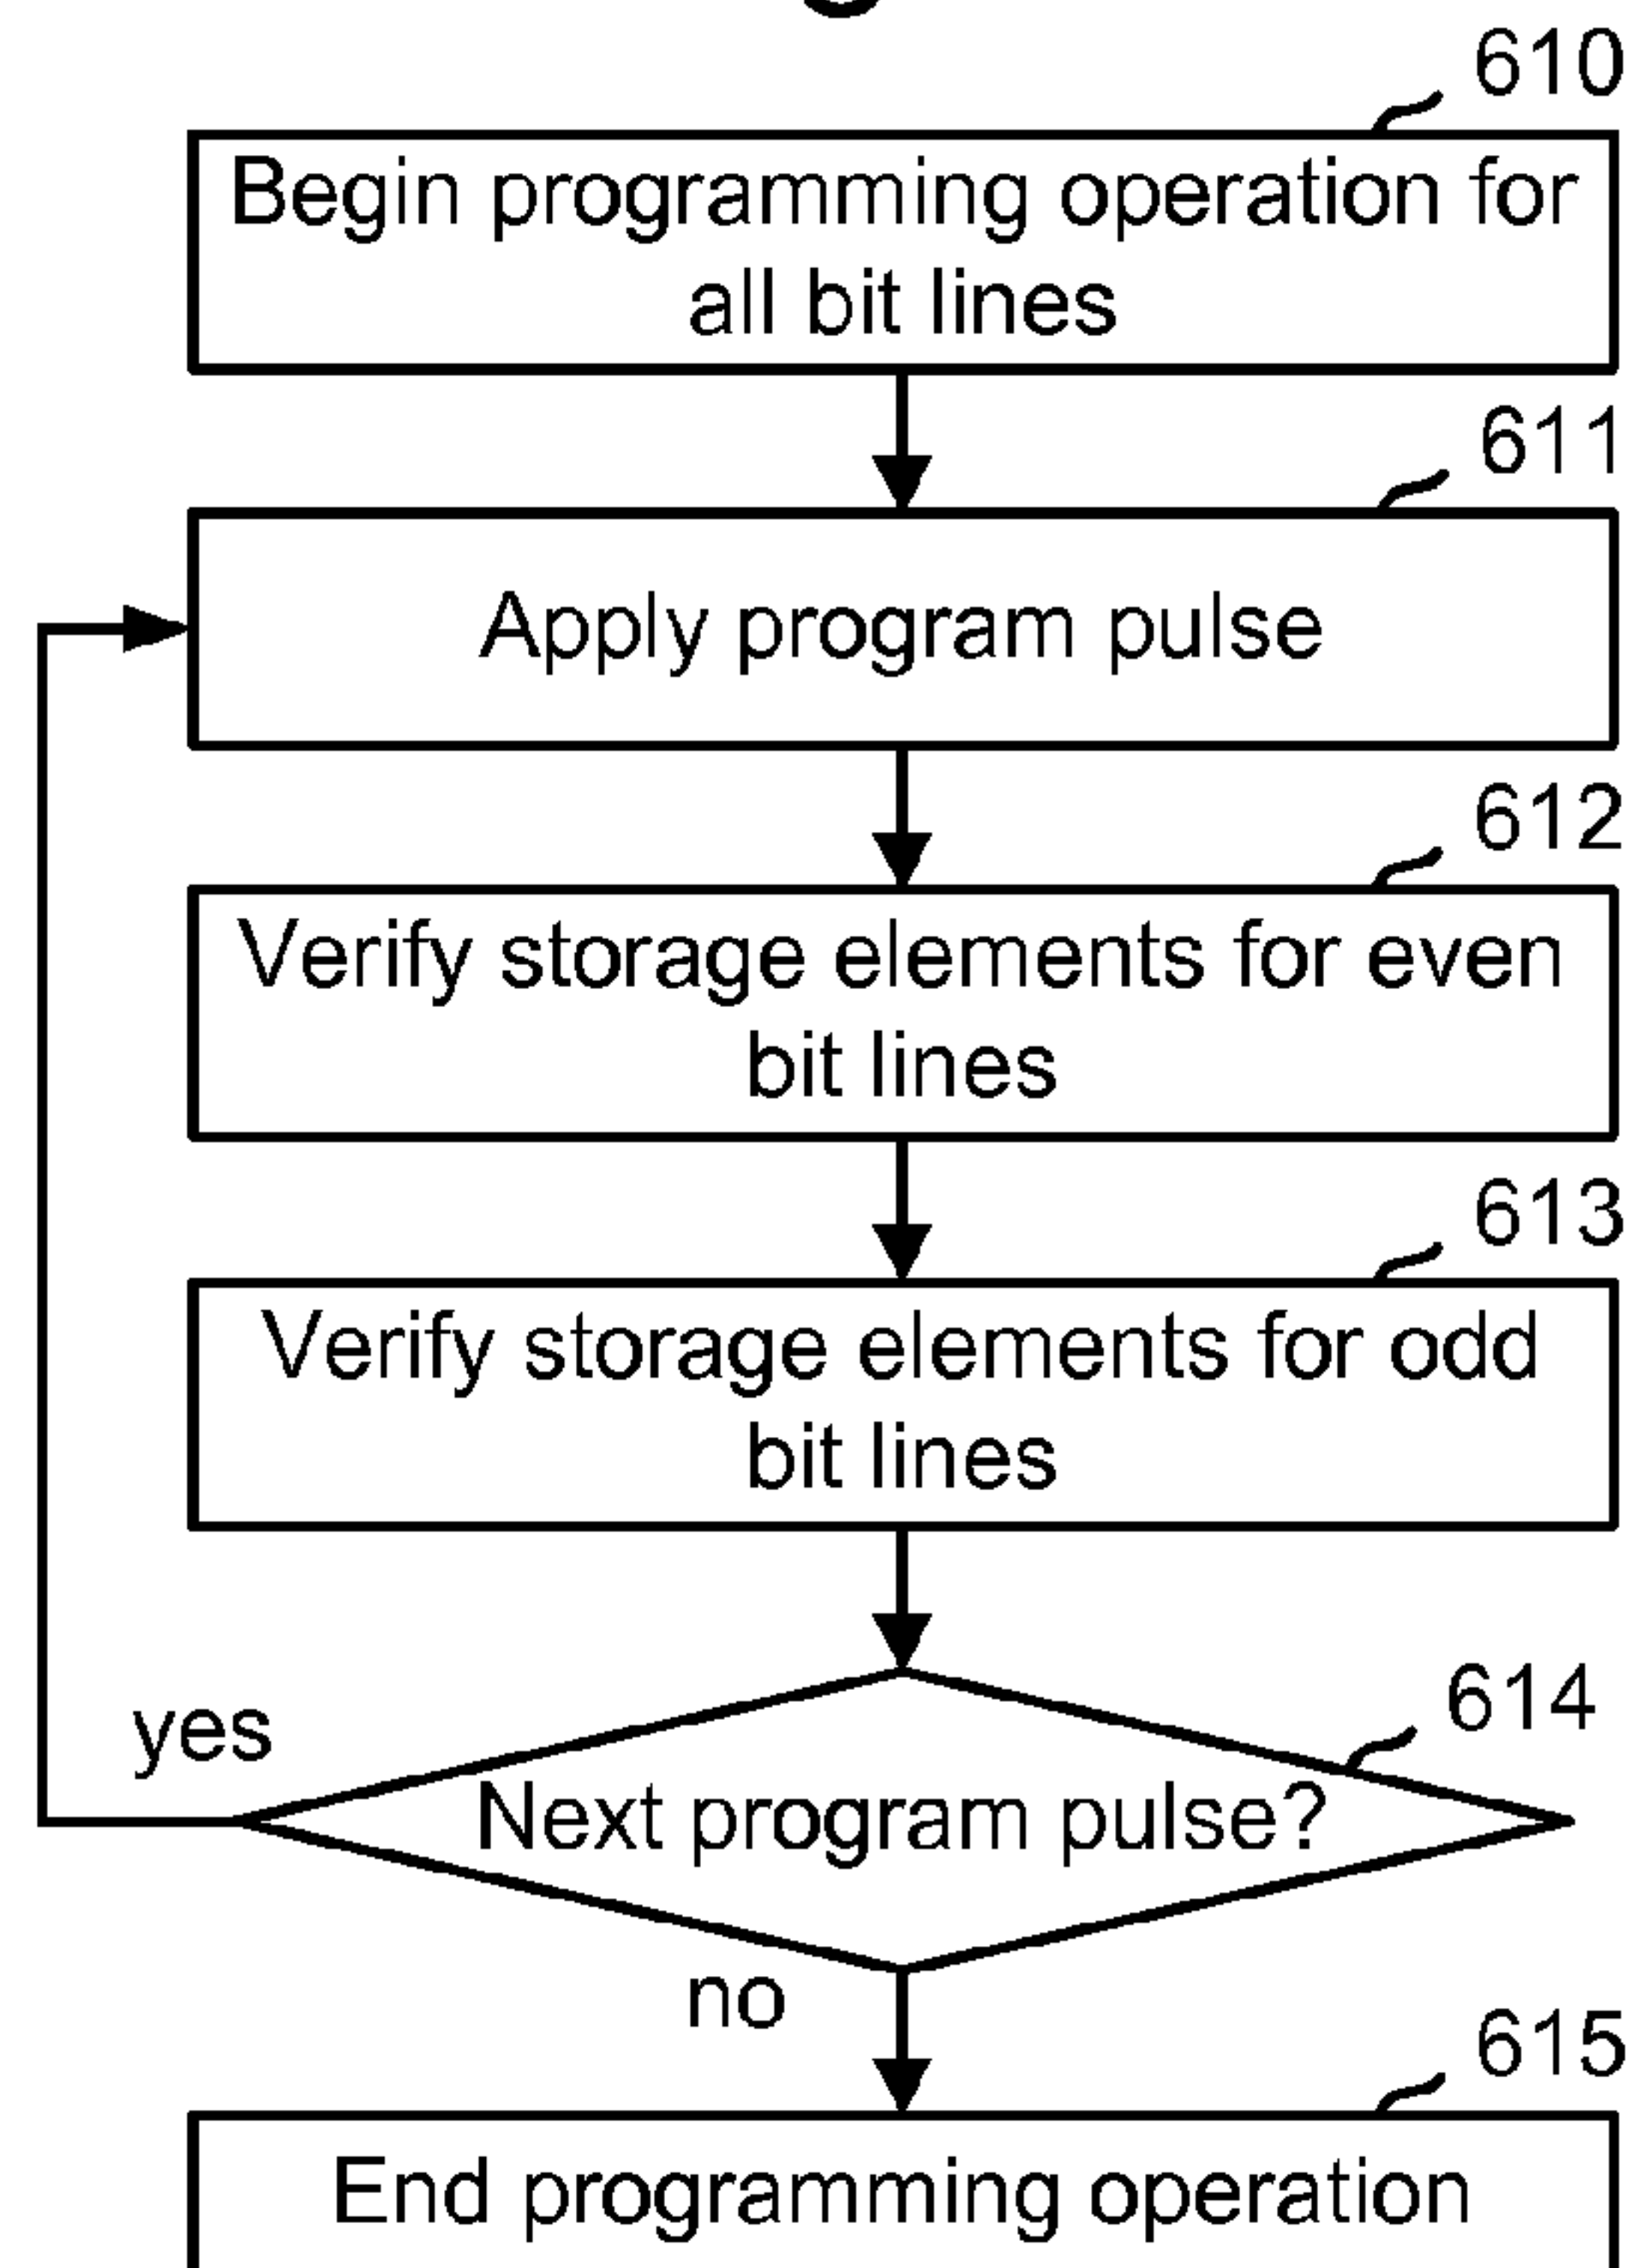 610
Begin programming operation for
all bit lines
611
Apply program pulse
612
Verify storage elements for even
bit lines
613
Verify storage elements for odd
bit lines
614
yes
Next program pulse?
no
615
End programming operation